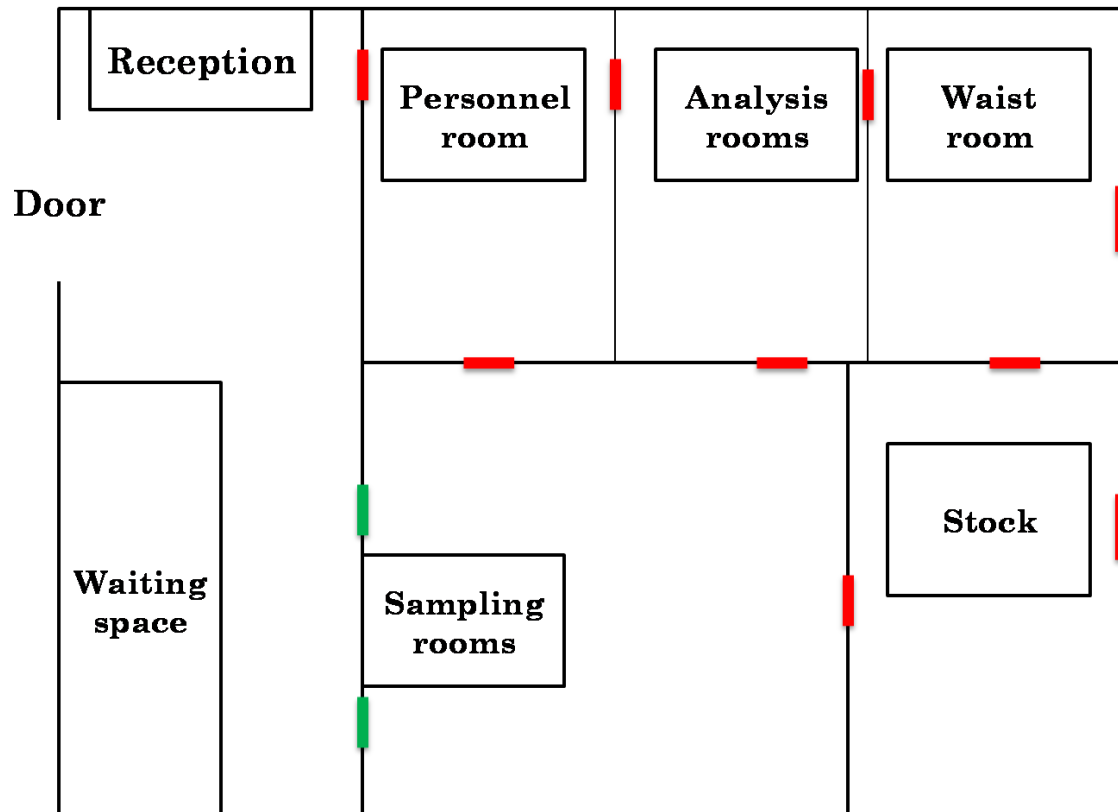 Reception
Personnel
room
Analysis
rooms
Waist
room
Door
Stock
Waiting
space
Sampling
rooms